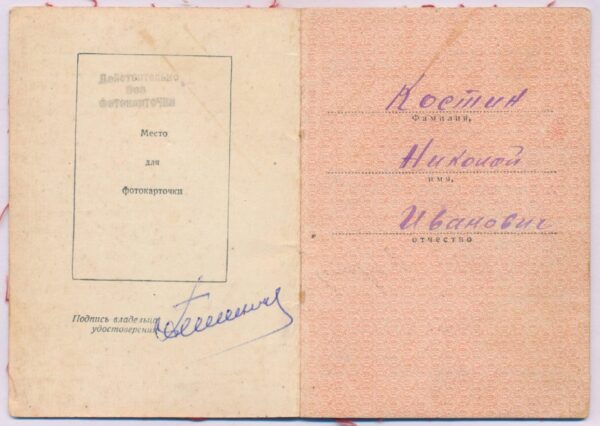 Действительно
без
фотокарточки
Место
для
фотокарточки
Подпись владельца
удостоверения
Костин
Фамилия,
Николай
имя,
Иванович
отчество